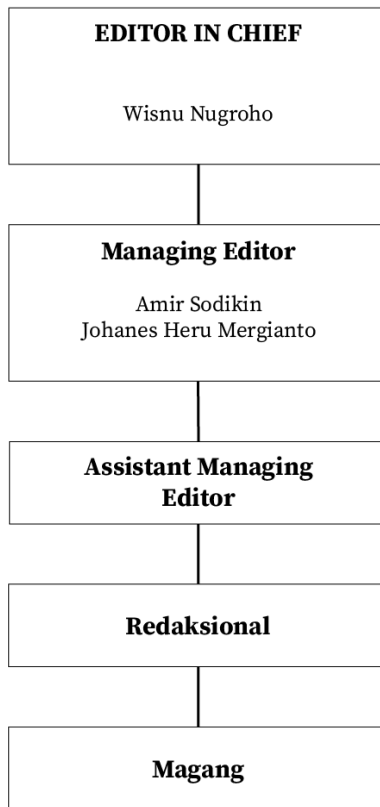 EDITOR IN CHIEF
Wisnu Nugroho
Managing Editor
Amir Sodikin
Johanes Heru Mergianto
Assistant Managing
Editor
Redaksional
Magang